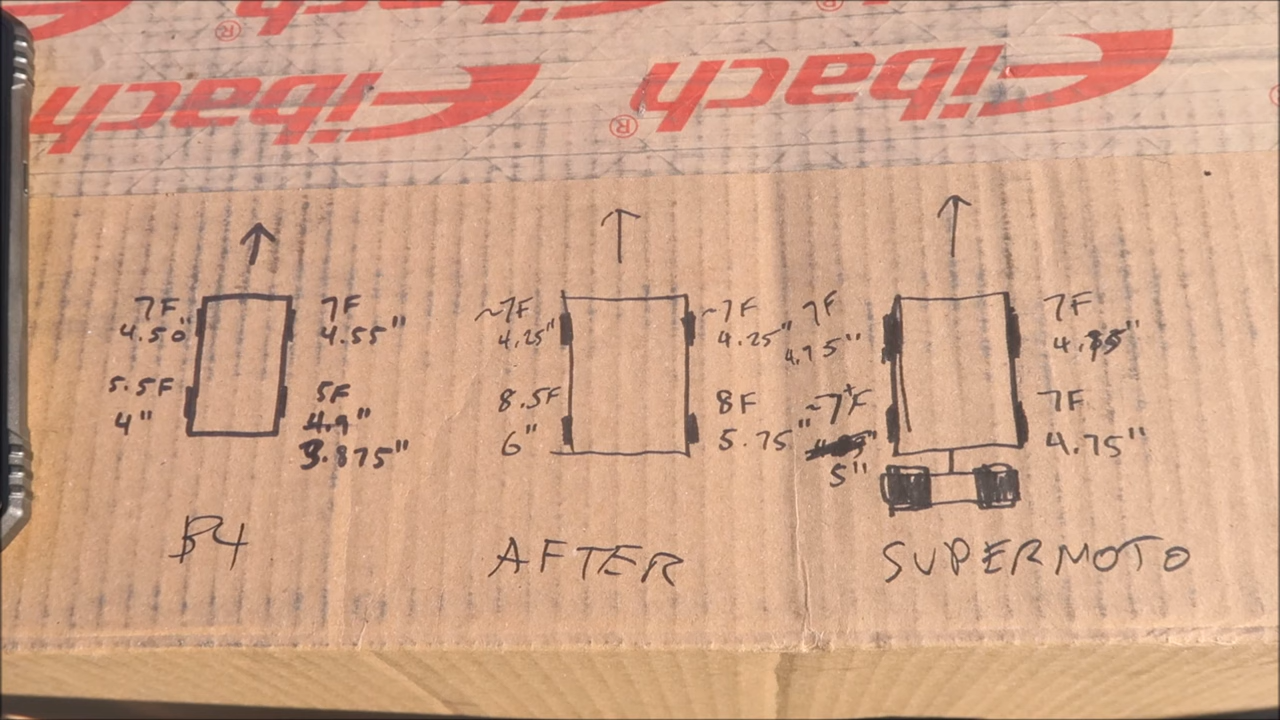 Eibach
Eibach
Eibach
®
Eibach
®
7F
4.50"
7F
4.55"
5.5F
4"
5F
4.9"
3.875"
B4
~7F
4.25"
~7F
4.25"
8.5F
6"
8F
5.75"
AFTER
7F
4.75"
7F
~7+F
5"
7F
4.75"
SUPERMOTO